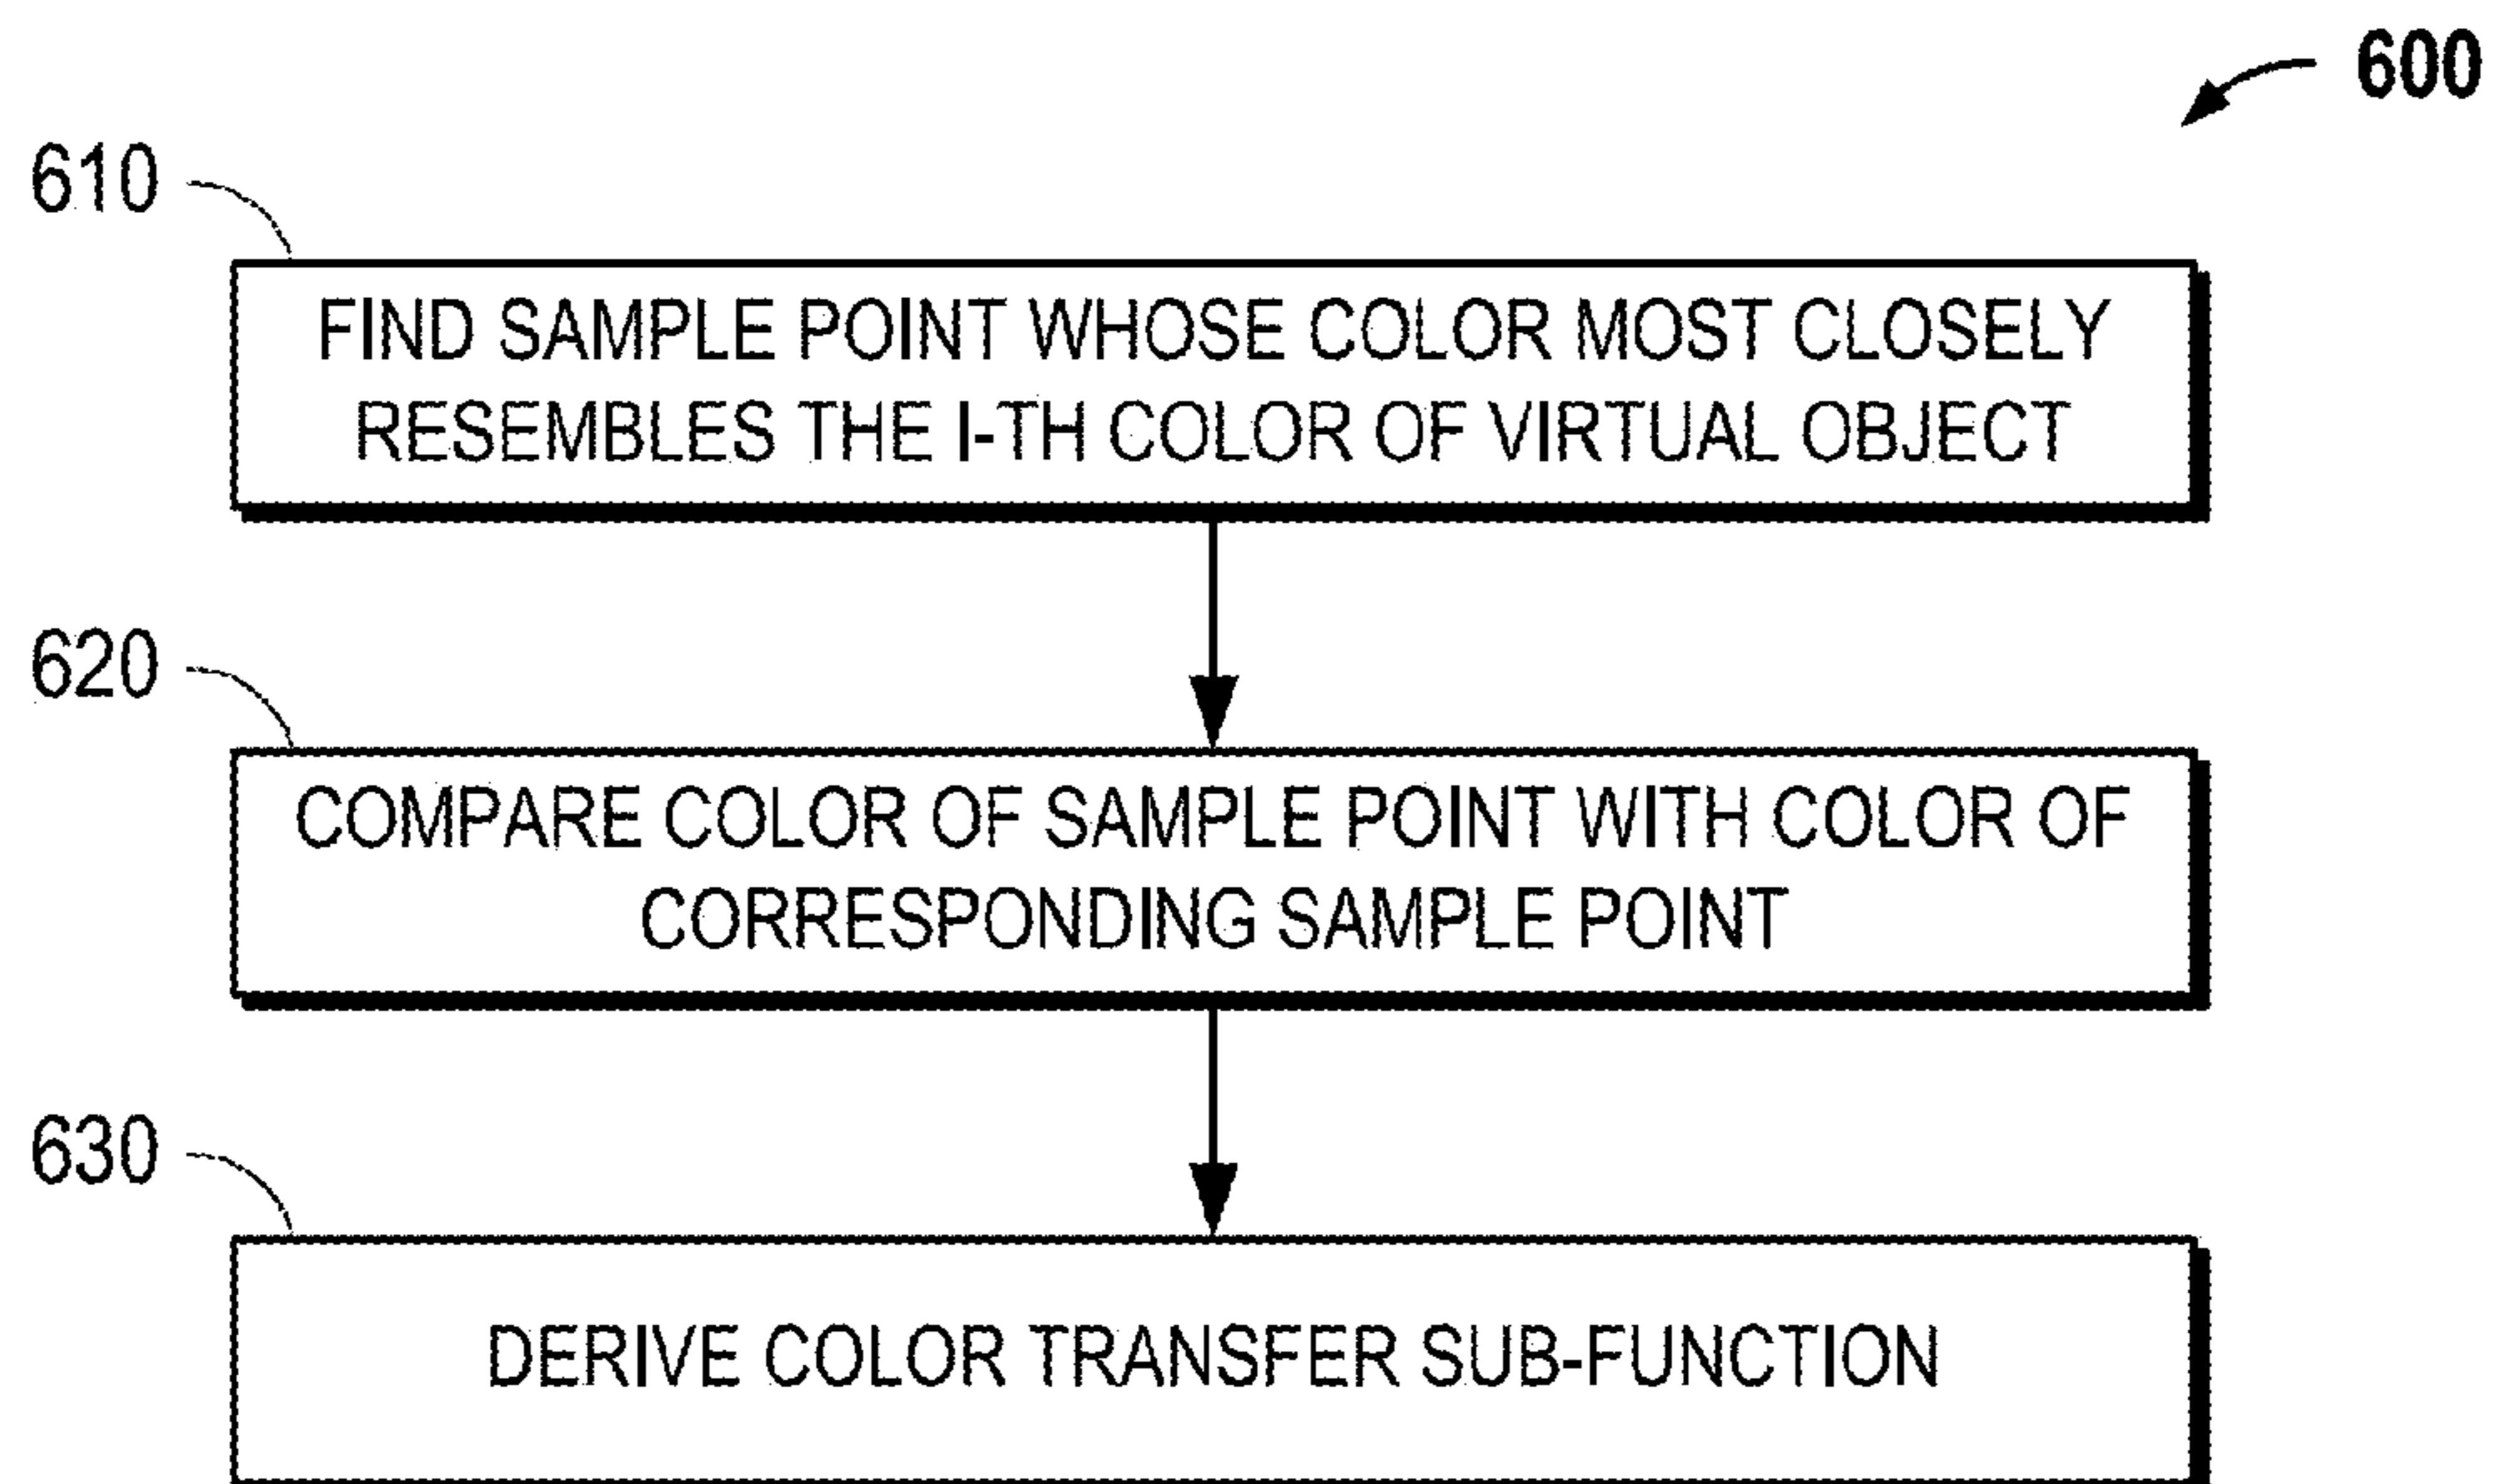 600
610
FIND SAMPLE POINT WHOSE COLOR MOST CLOSELY
RESEMBLES THE I-TH COLOR OF VIRTUAL OBJECT
620
COMPARE COLOR OF SAMPLE POINT WITH COLOR OF
CORRESPONDING SAMPLE POINT
630
DERIVE COLOR TRANSFER SUB-FUNCTION